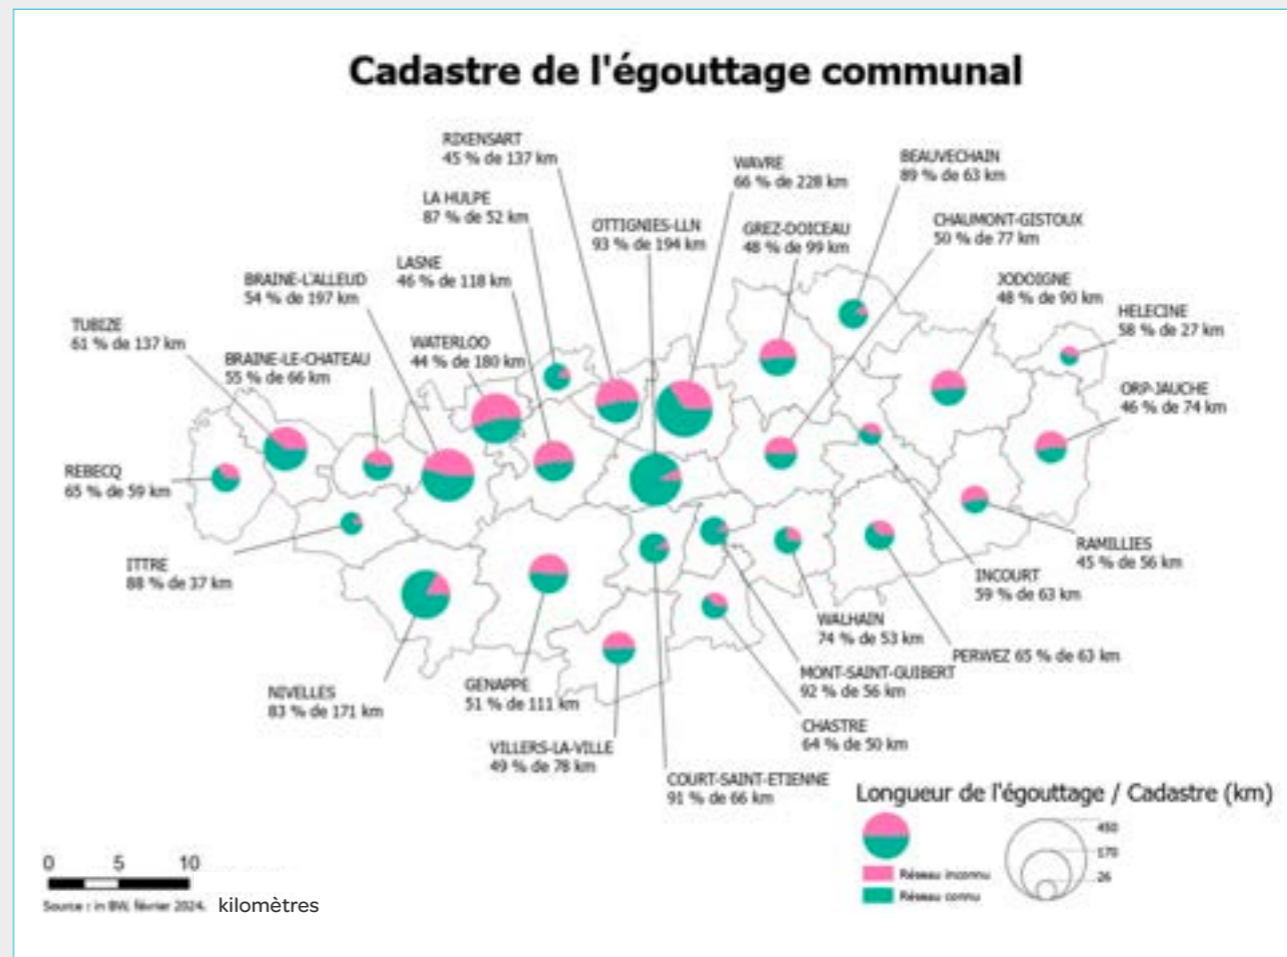 Cadastre de l'égouttage communal
RIXENSART
45 % de 137 km
WAVRE
66 % de 228 km
BEAUVECHAIN
89 % de 63 km
LA HULPE
87 % de 52 km
OTTIGNIES-LLN
93 % de 194 km
GREZ-DOICEAU
48 % de 99 km
CHAUMONT-GISTOUX
50 % de 77 km
LASNE
46 % de 118 km
BRAINE-L'ALLEUD
54 % de 197 km
JODOIGNE
48 % de 90 km
HELECINE
58 % de 27 km
TUBIZE
61 % de 137 km
WATERLOO
44 % de 180 km
BRAINE-LE-CHATEAU
55 % de 66 km
ORP-JAUCHE
46 % de 74 km
REBECQ
65 % de 59 km
ITTRE
88 % de 37 km
RAMILLIES
45 % de 56 km
INCOURT
59 % de 63 km
WALHAIN
74 % de 53 km
PERWEZ 65 % de 63 km
MONT-SAINT-GUIBERT
92 % de 56 km
GENAPPE
51 % de 111 km
NIVELLES
83 % de 171 km
CHASTRE
64 % de 50 km
VILLERS-LA-VILLE
49 % de 78 km
COURT-SAINT-ETIENNE
91 % de 66 km
Longueur de l'égouttage / Cadastre (km)
450
170
26
Réseau inconnu
Réseau connu
0 5 10
Source : in BW, février 2024. kilomètres